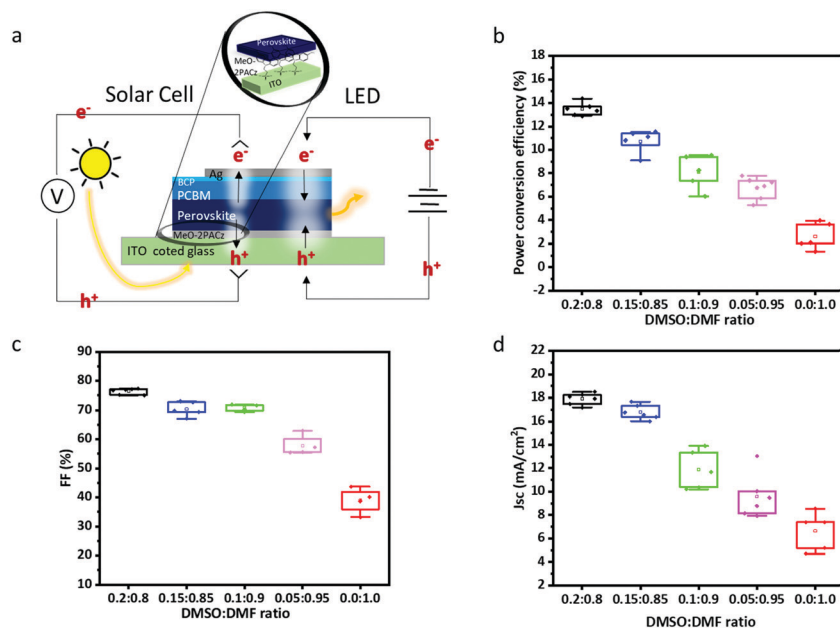 a
Perovskite
MeO-
2PACz
ITO
Solar Cell
LED
e-
e-
e-
e-
Ag
BCP
PCBM
V
Perovskite
MeO-2PACz
ITO coted glass
h+
h+
h+
h+
b
Power conversion efficiency (%)
18
16
14
12
10
8
6
4
2
0
-2
0.2:0.8 0.15:0.85 0.1:0.9 0.05:0.95 0.0:1.0
DMSO:DMF ratio
c
FF (%)
90
80
70
60
50
40
30
20
10
0.2:0.8 0.15:0.85 0.1:0.9 0.05:0.95 0.0:1.0
DMSO:DMF ratio
d
Jsc (mA/cm²)
22
20
18
16
14
12
10
8
6
4
2
0.2:0.8 0.15:0.85 0.1:0.9 0.05:0.95 0.0:1.0
DMSO:DMF ratio